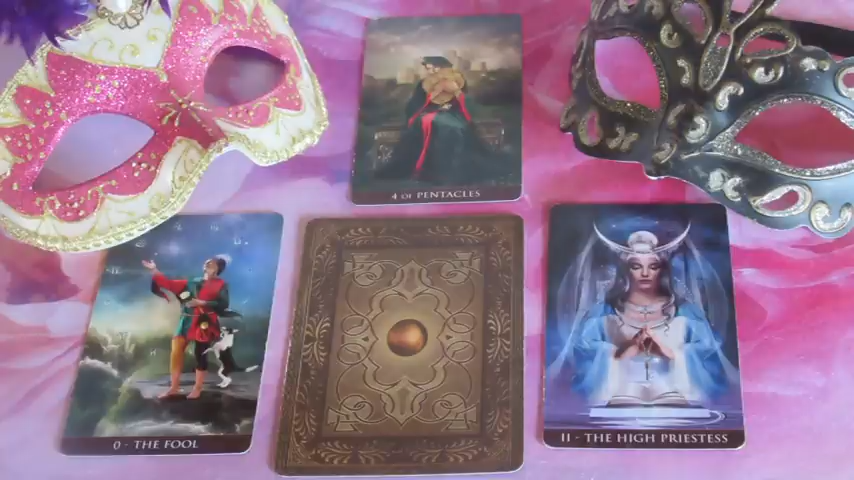 4 OF PENTACLES
0 - THE FOOL
II - THE HIGH PRIESTESS